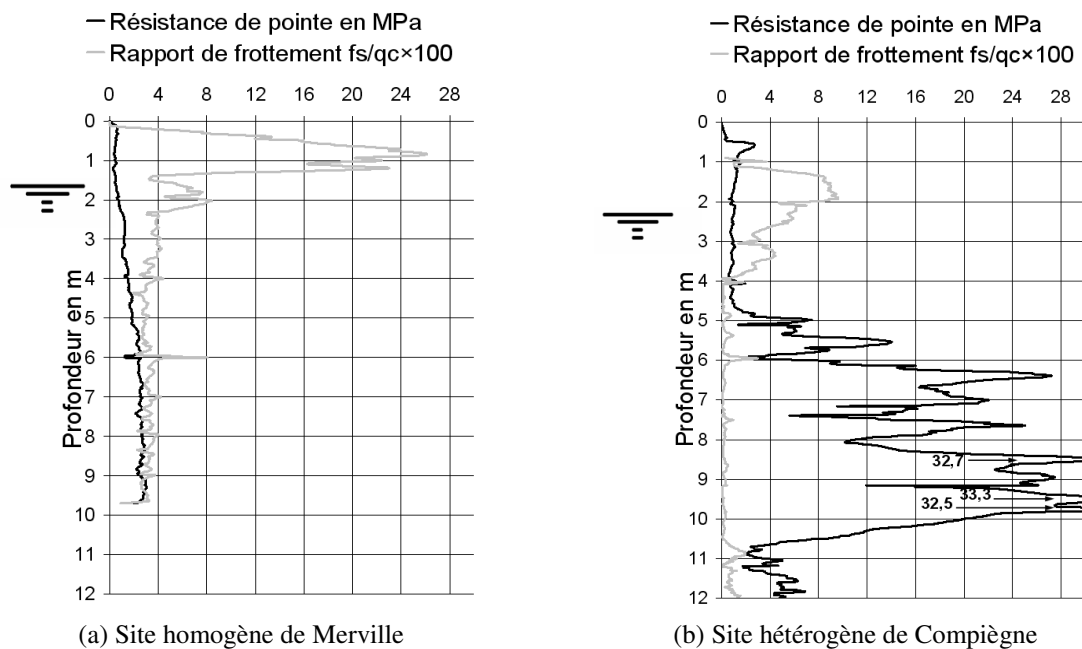 Résistance de pointe en MPa
Rapport de frottement fs/qc×100
0 4 8 12 16 20 24 28
Profondeur en m
0
1
2
3
4
5
6
7
8
9
10
11
12
(a) Site homogène de Merville
Résistance de pointe en MPa
Rapport de frottement fs/qc×100
0 4 8 12 16 20 24 28
Profondeur en m
0
1
2
3
4
5
6
7
8
9
10
11
12
32,7
33,3
32,5
(b) Site hétérogène de Compiègne